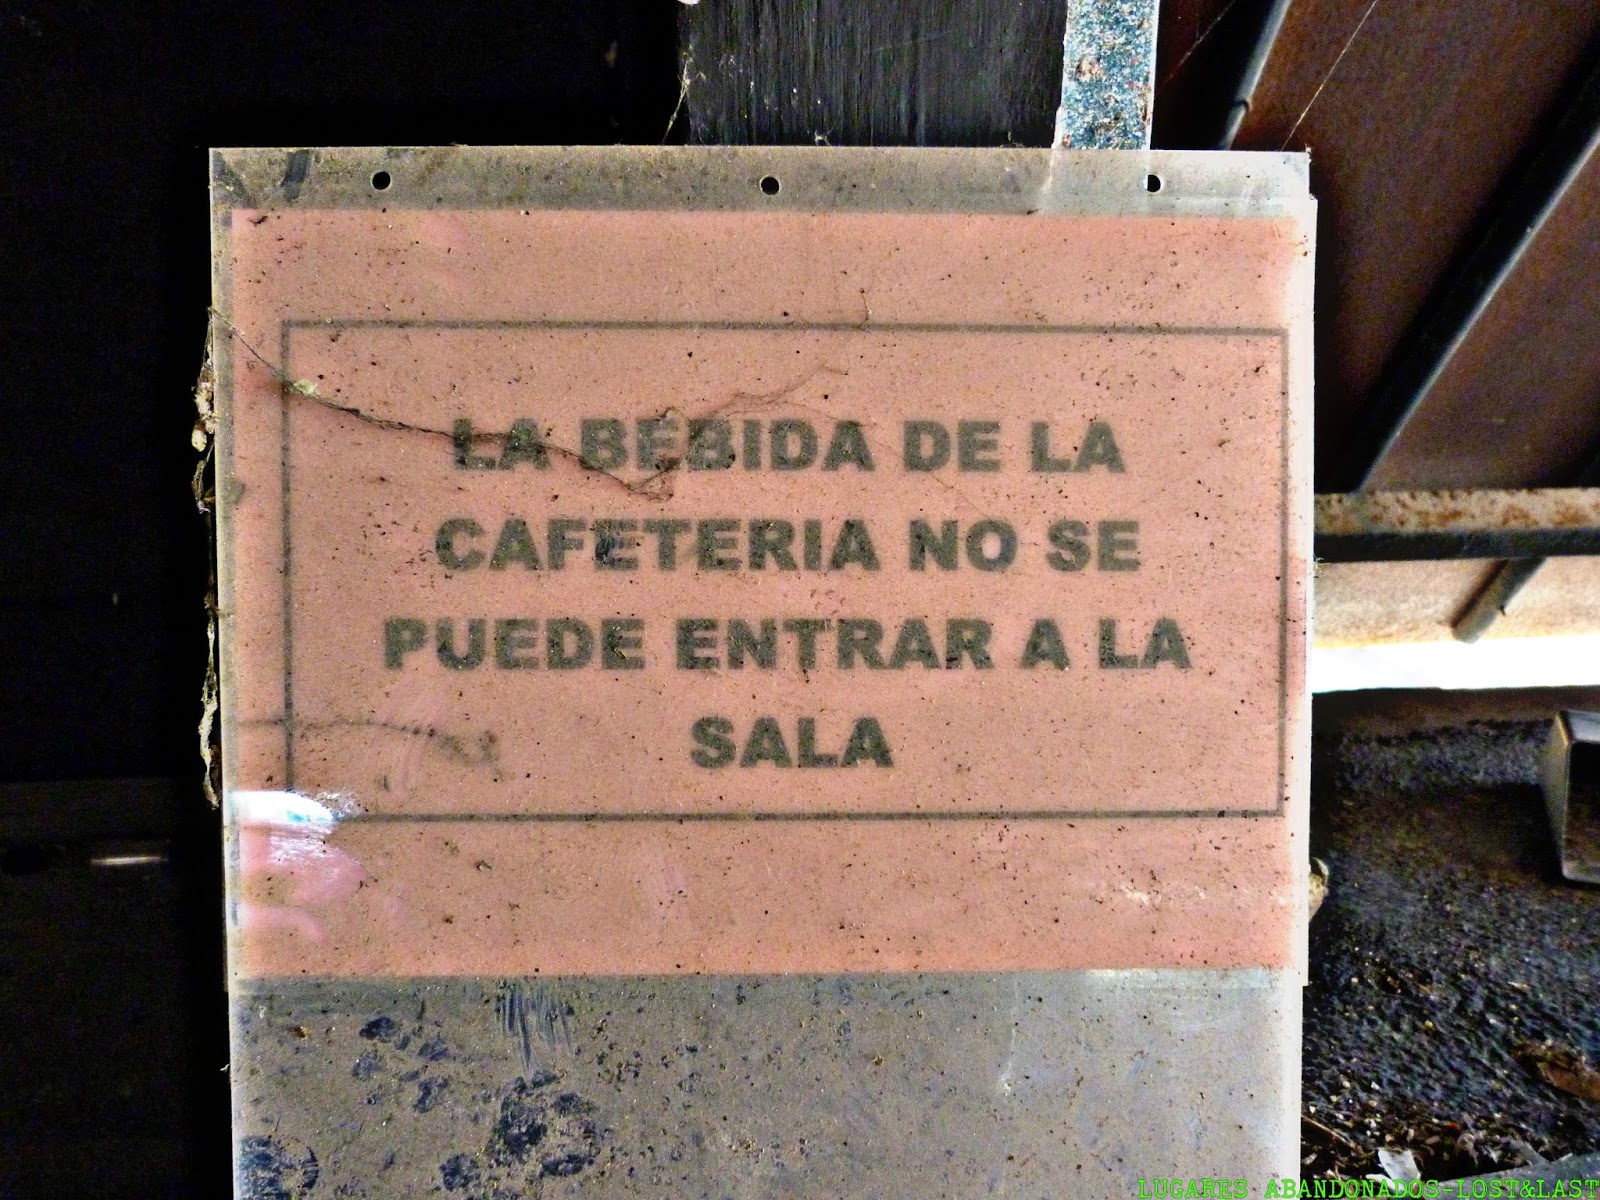 LA BEBIDA DE LA
CAFETERIA NO SE
PUEDE ENTRAR A LA
SALA
LUGARES ABANDONADOS-LOST&LAST